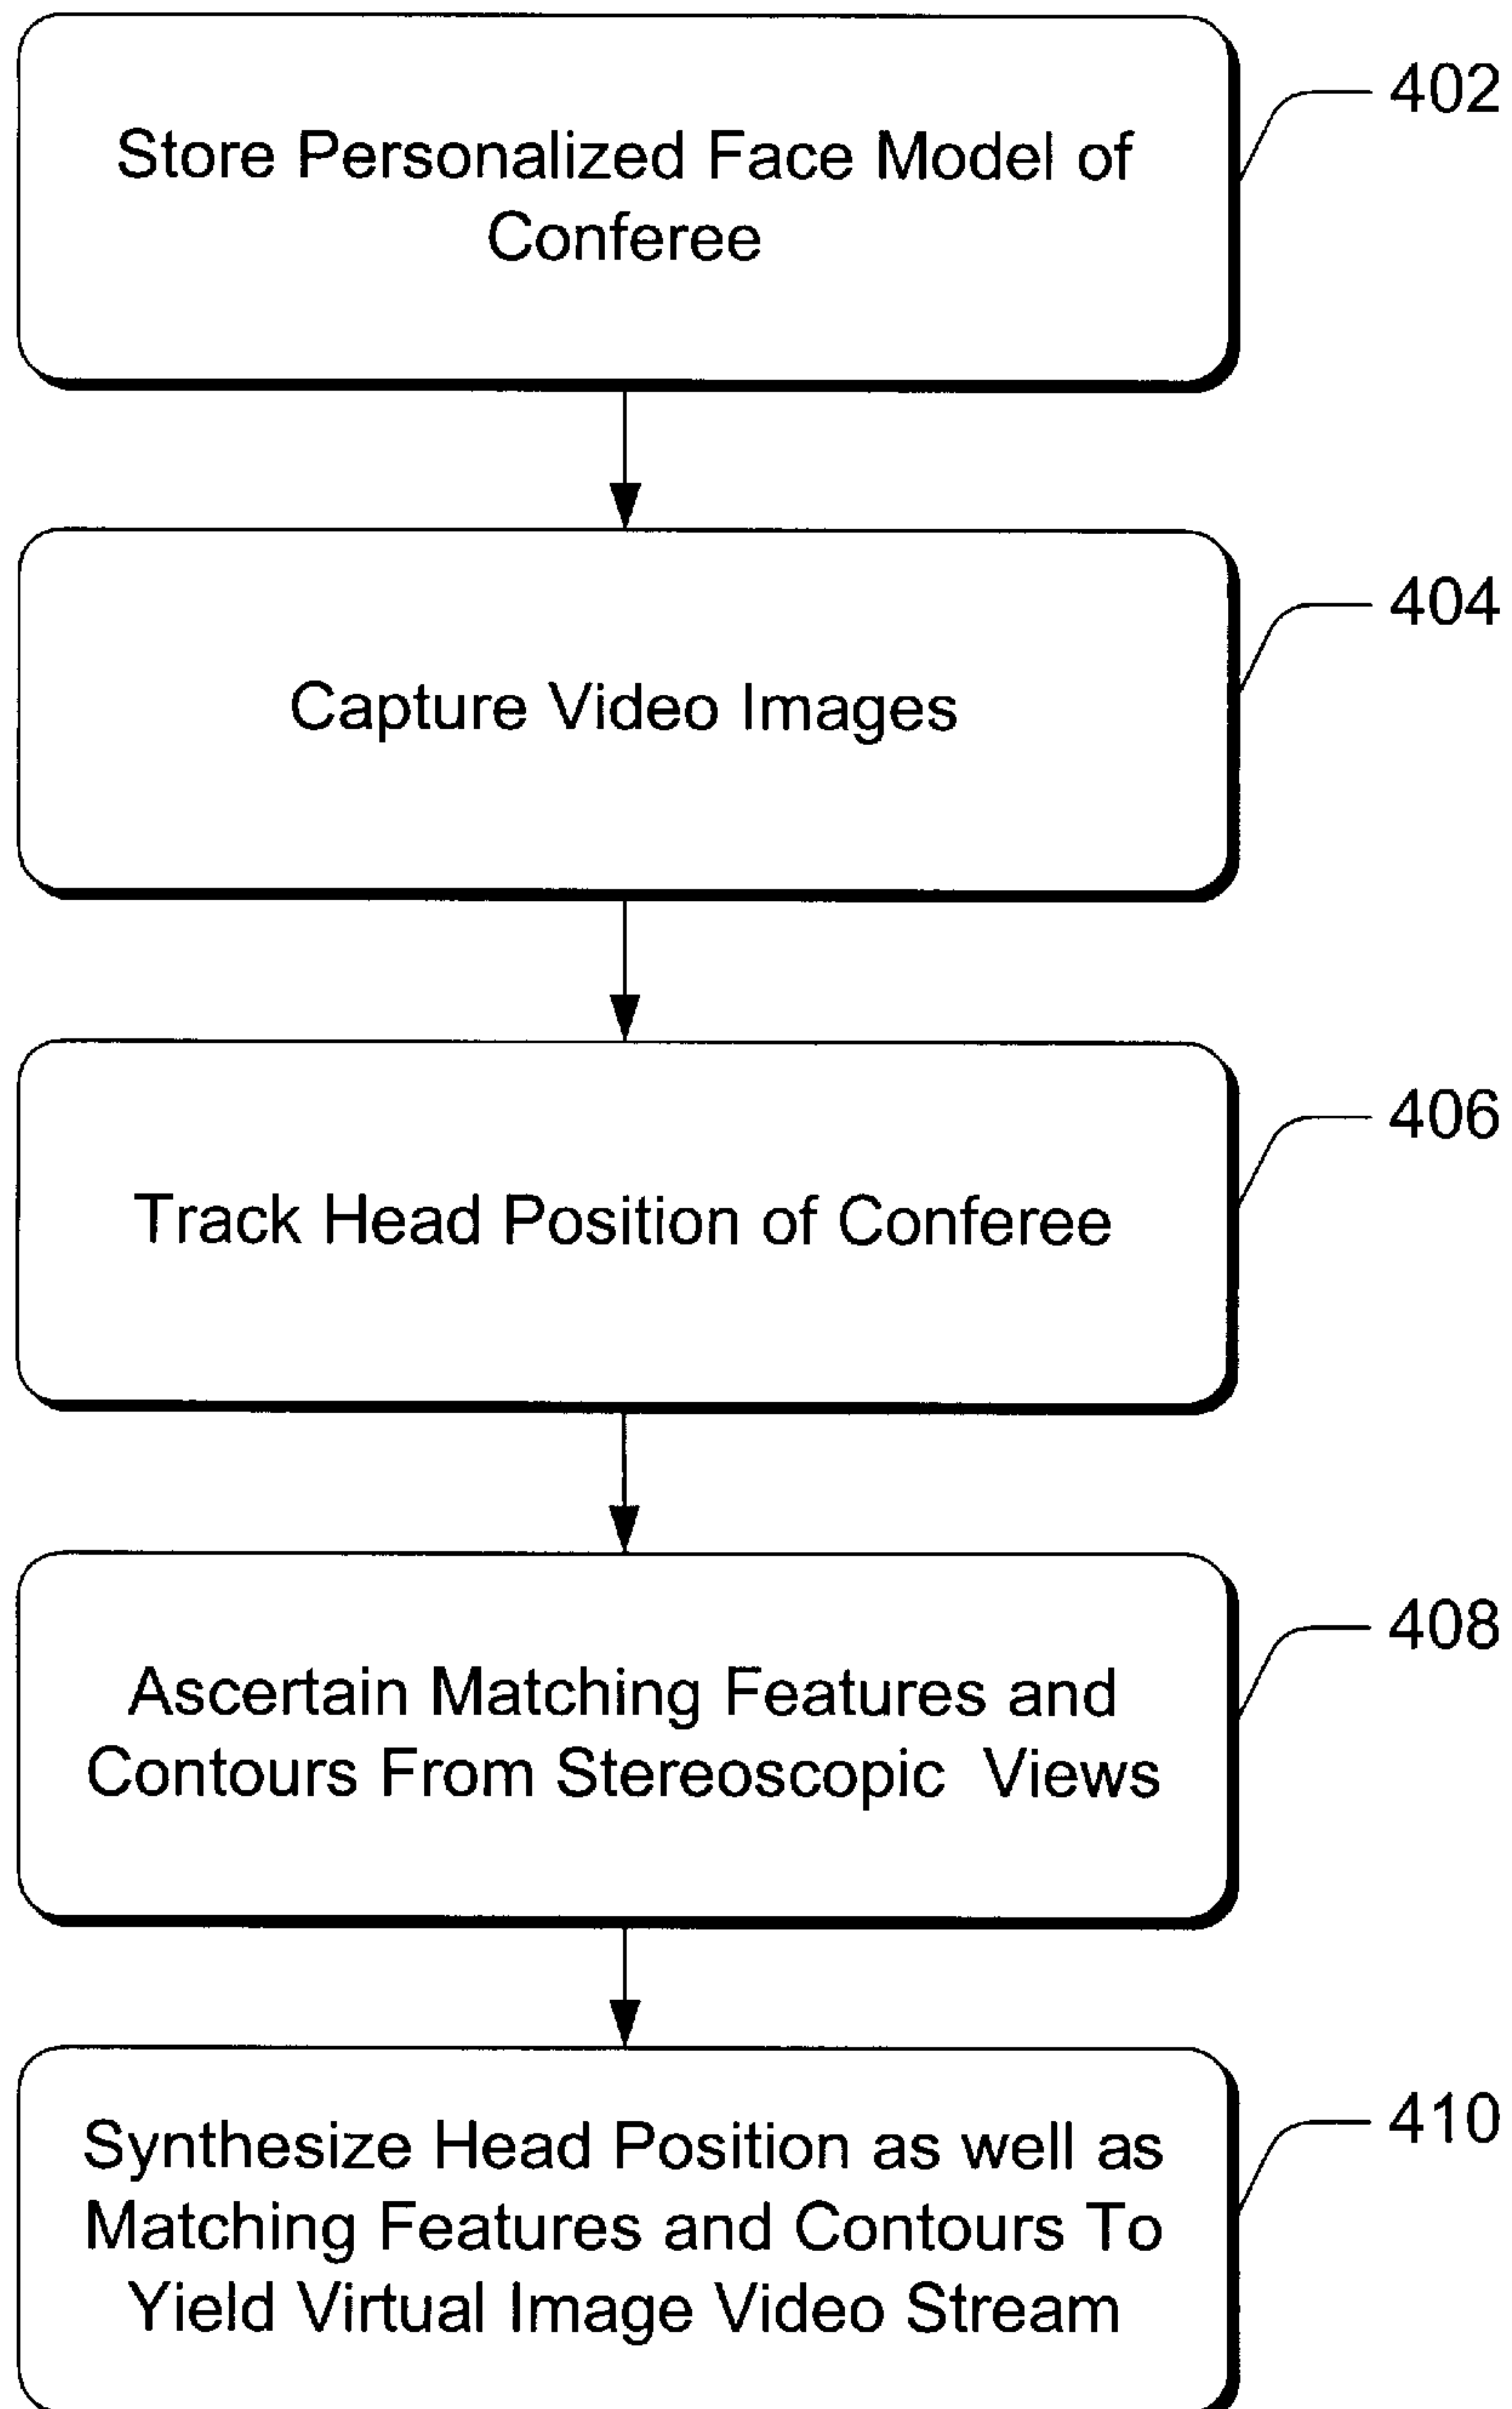 Store Personalized Face Model of
Conferee
402
Capture Video Images
404
Track Head Position of Conferee
406
Ascertain Matching Features and
Contours From Stereoscopic Views
408
Synthesize Head Position as well as
Matching Features and Contours To
Yield Virtual Image Video Stream
410